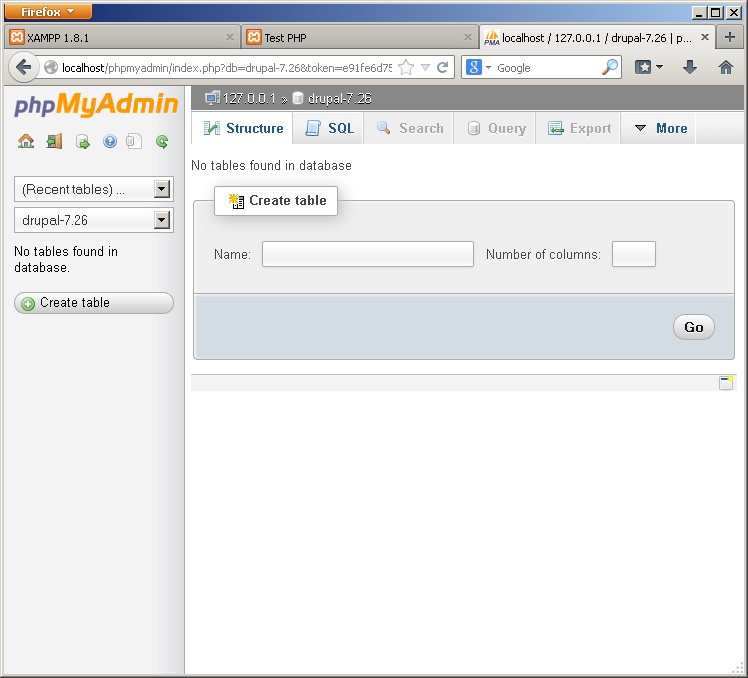 Firefox
XAMPP 1.8.1
Test PHP
localhost / 127.0.0.1 / drupal-7.26 | p...
localhost/phpmyadmin/index.php?db=drupal-7.26&token=e91fe6d75
Google
phpMyAdmin
127.0.0.1 » drupal-7.26
Structure
SQL
Search
Query
Export
More
(Recent tables) ...
drupal-7.26
No tables found in
database.
Create table
No tables found in database
Create table
Name:
Number of columns:
Go